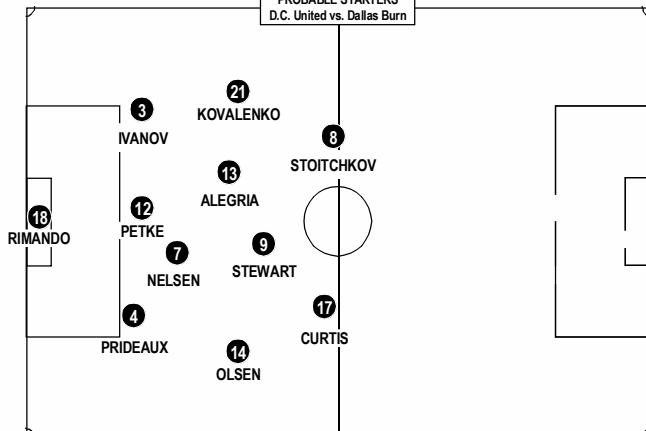 PROBABLE STARTERS
D.C. United vs. Dallas Burn
21
KOVALENKO
3
IVANOV
8
STOITCHKOV
13
ALEGRIA
12
PETKE
18
RIMANDO
9
STEWART
7
NELSEN
17
CURTIS
4
PRIDEAUX
14
OLSEN